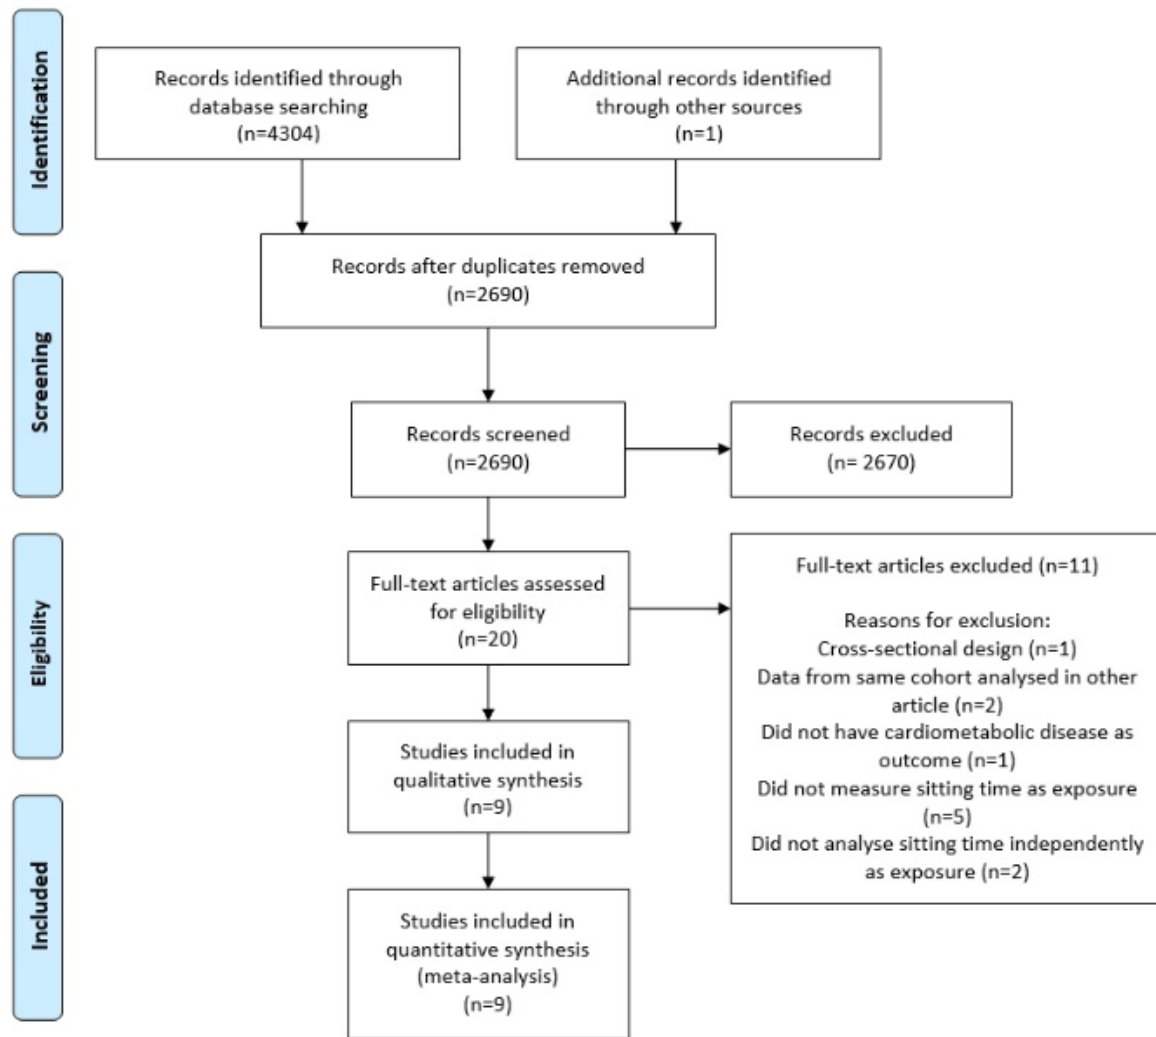 Identification
Records identified through
database searching
(n=4304)
Additional records identified
through other sources
(n=1)
Records after duplicates removed
(n=2690)
Screening
Records screened
(n=2690)
Records excluded
(n= 2670)
Eligibility
Full-text articles assessed
for eligibility
(n=20)
Full-text articles excluded (n=11)
Reasons for exclusion:
Cross-sectional design (n=1)
Data from same cohort analysed in other
article (n=2)
Did not have cardiometabolic disease as
outcome (n=1)
Did not measure sitting time as exposure
(n=5)
Did not analyse sitting time independently
as exposure (n=2)
Studies included in
qualitative synthesis
(n=9)
Included
Studies included in
quantitative synthesis
(meta-analysis)
(n=9)